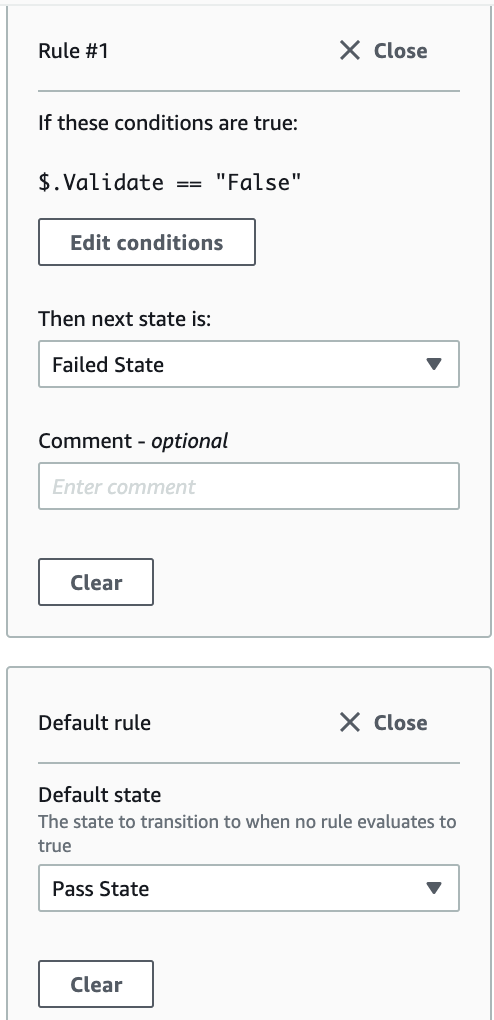 Rule #1
Close
If these conditions are true:
$.Validate == "False"
Edit conditions
Then next state is:
Failed State
Comment - optional
Enter comment
Clear
Default rule
Close
Default state
The state to transition to when no rule evaluates to
true
Pass State
Clear